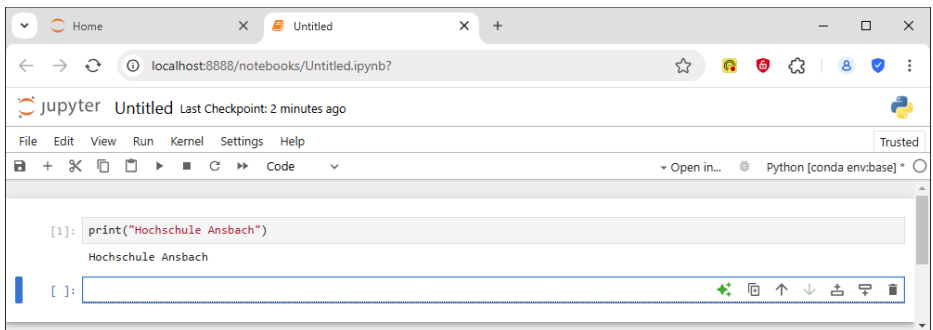 Home
Untitled
localhost:8888/notebooks/Untitled.ipynb?
8
jupyter Untitled Last Checkpoint: 2 minutes ago
File Edit View Run Kernel Settings Help
Trusted
Code
Open in...
Python [conda env:base] *
[1]: print("Hochschule Ansbach")
Hochschule Ansbach
[ ]: